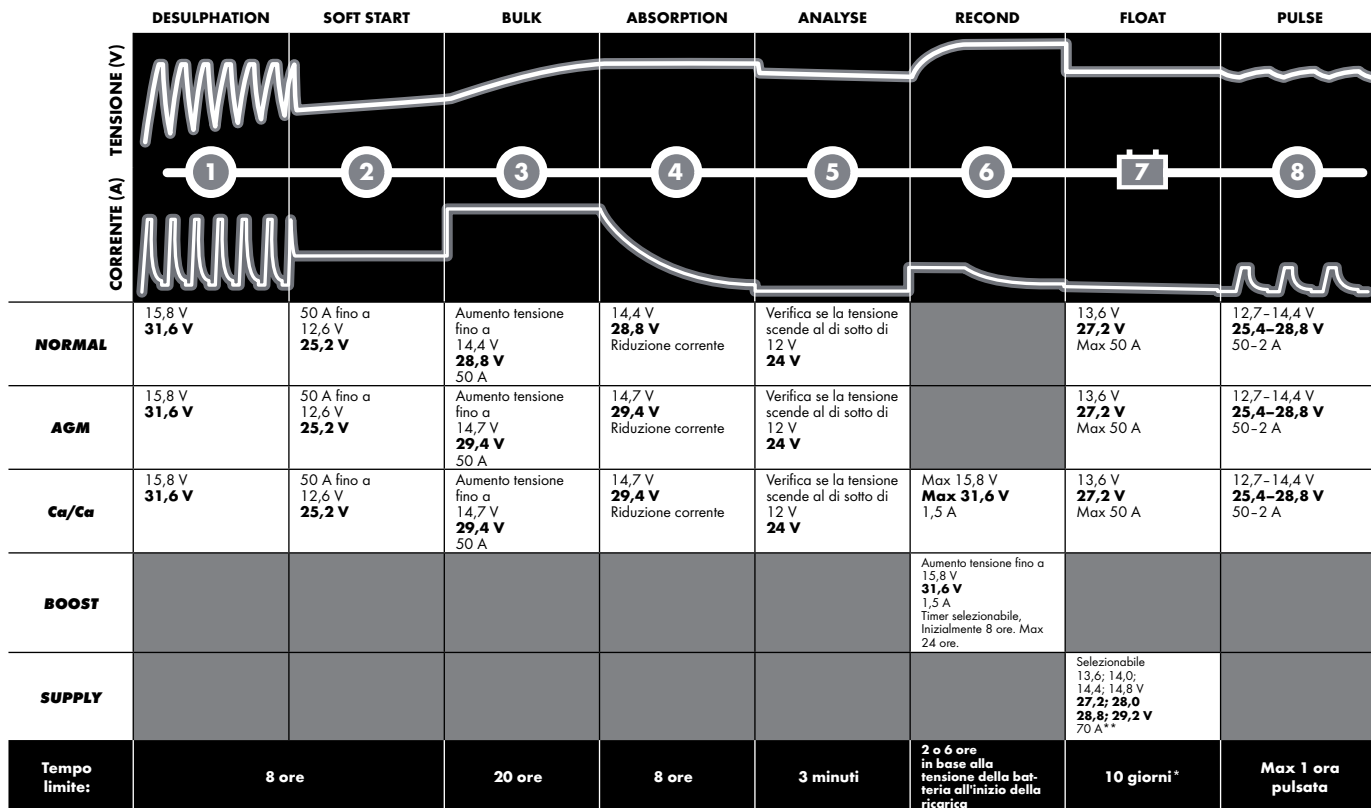 DESULPHATION SOFT START BULK ABSORPTION ANALYSE RECOND FLOAT PULSE
TENSIONE (V)
CORRENTE (A)
1 2 3 4 5 6 7 8
NORMAL
15,8 V
31,6 V
50 A fino a
12,6 V
25,2 V
Aumento tensione
fino a
14,4 V
28,8 V
50 A
14,4 V
28,8 V
Riduzione corrente
Verifica se la tensione
scende al di sotto di
12 V
24 V
13,6 V
27,2 V
Max 50 A
12,7–14,4 V
25,4–28,8 V
50–2 A
AGM
15,8 V
31,6 V
50 A fino a
12,6 V
25,2 V
Aumento tensione
fino a
14,7 V
29,4 V
50 A
14,7 V
29,4 V
Riduzione corrente
Verifica se la tensione
scende al di sotto di
12 V
24 V
13,6 V
27,2 V
Max 50 A
12,7–14,4 V
25,4–28,8 V
50–2 A
Ca/Ca
15,8 V
31,6 V
50 A fino a
12,6 V
25,2 V
Aumento tensione
fino a
14,7 V
29,4 V
50 A
14,7 V
29,4 V
Riduzione corrente
Verifica se la tensione
scende al di sotto di
12 V
24 V
Max 15,8 V
Max 31,6 V
1,5 A
13,6 V
27,2 V
Max 50 A
12,7–14,4 V
25,4–28,8 V
50–2 A
BOOST
Aumento tensione fino a
15,8 V
31,6 V
1,5 A
Timer selezionabile,
Inizialmente 8 ore. Max
24 ore.
SUPPLY
Selezionabile
13,6; 14,0;
14,4; 14,8 V
27,2; 28,0
28,8; 29,2 V
70 A**
Tempo
limite:
8 ore
20 ore
8 ore
3 minuti
2 o 6 ore
in base alla
tensione della bat-
teria all'inizio della
ricarica
10 giorni*
Max 1 ora
pulsata